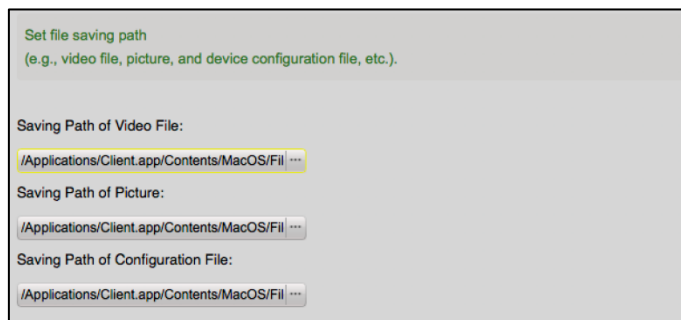 Set file saving path
(e.g., video file, picture, and device configuration file, etc.).
Saving Path of Video File:
/Applications/Client.app/Contents/MacOS/Fil ···
Saving Path of Picture:
/Applications/Client.app/Contents/MacOS/Fil ···
Saving Path of Configuration File:
/Applications/Client.app/Contents/MacOS/Fil ···